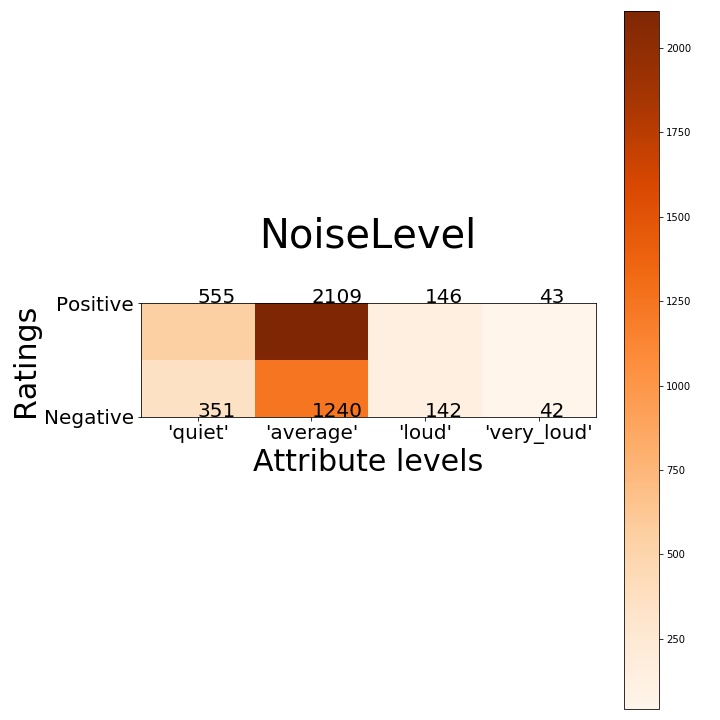 NoiseLevel
Positive 555 2109 146 43
Ratings
Negative 351 1240 142 42
'quiet' 'average' 'loud' 'very_loud'
Attribute levels
2000
1750
1500
1250
1000
750
500
250